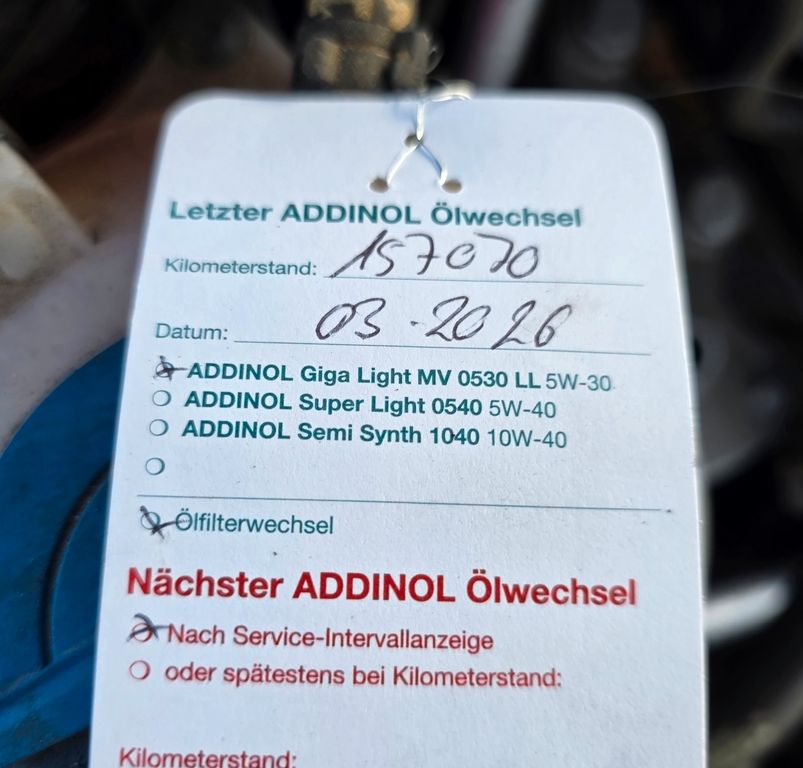 Letzter ADDINOL Ölwechsel
Kilometerstand: 157070
Datum: 03.2026
ADDINOL Giga Light MV 0530 LL 5W-30
ADDINOL Super Light 0540 5W-40
ADDINOL Semi Synth 1040 10W-40
Ölfilterwechsel
Nächster ADDINOL Ölwechsel
Nach Service-Intervallanzeige
oder spätestens bei Kilometerstand:
Kilometerstand: